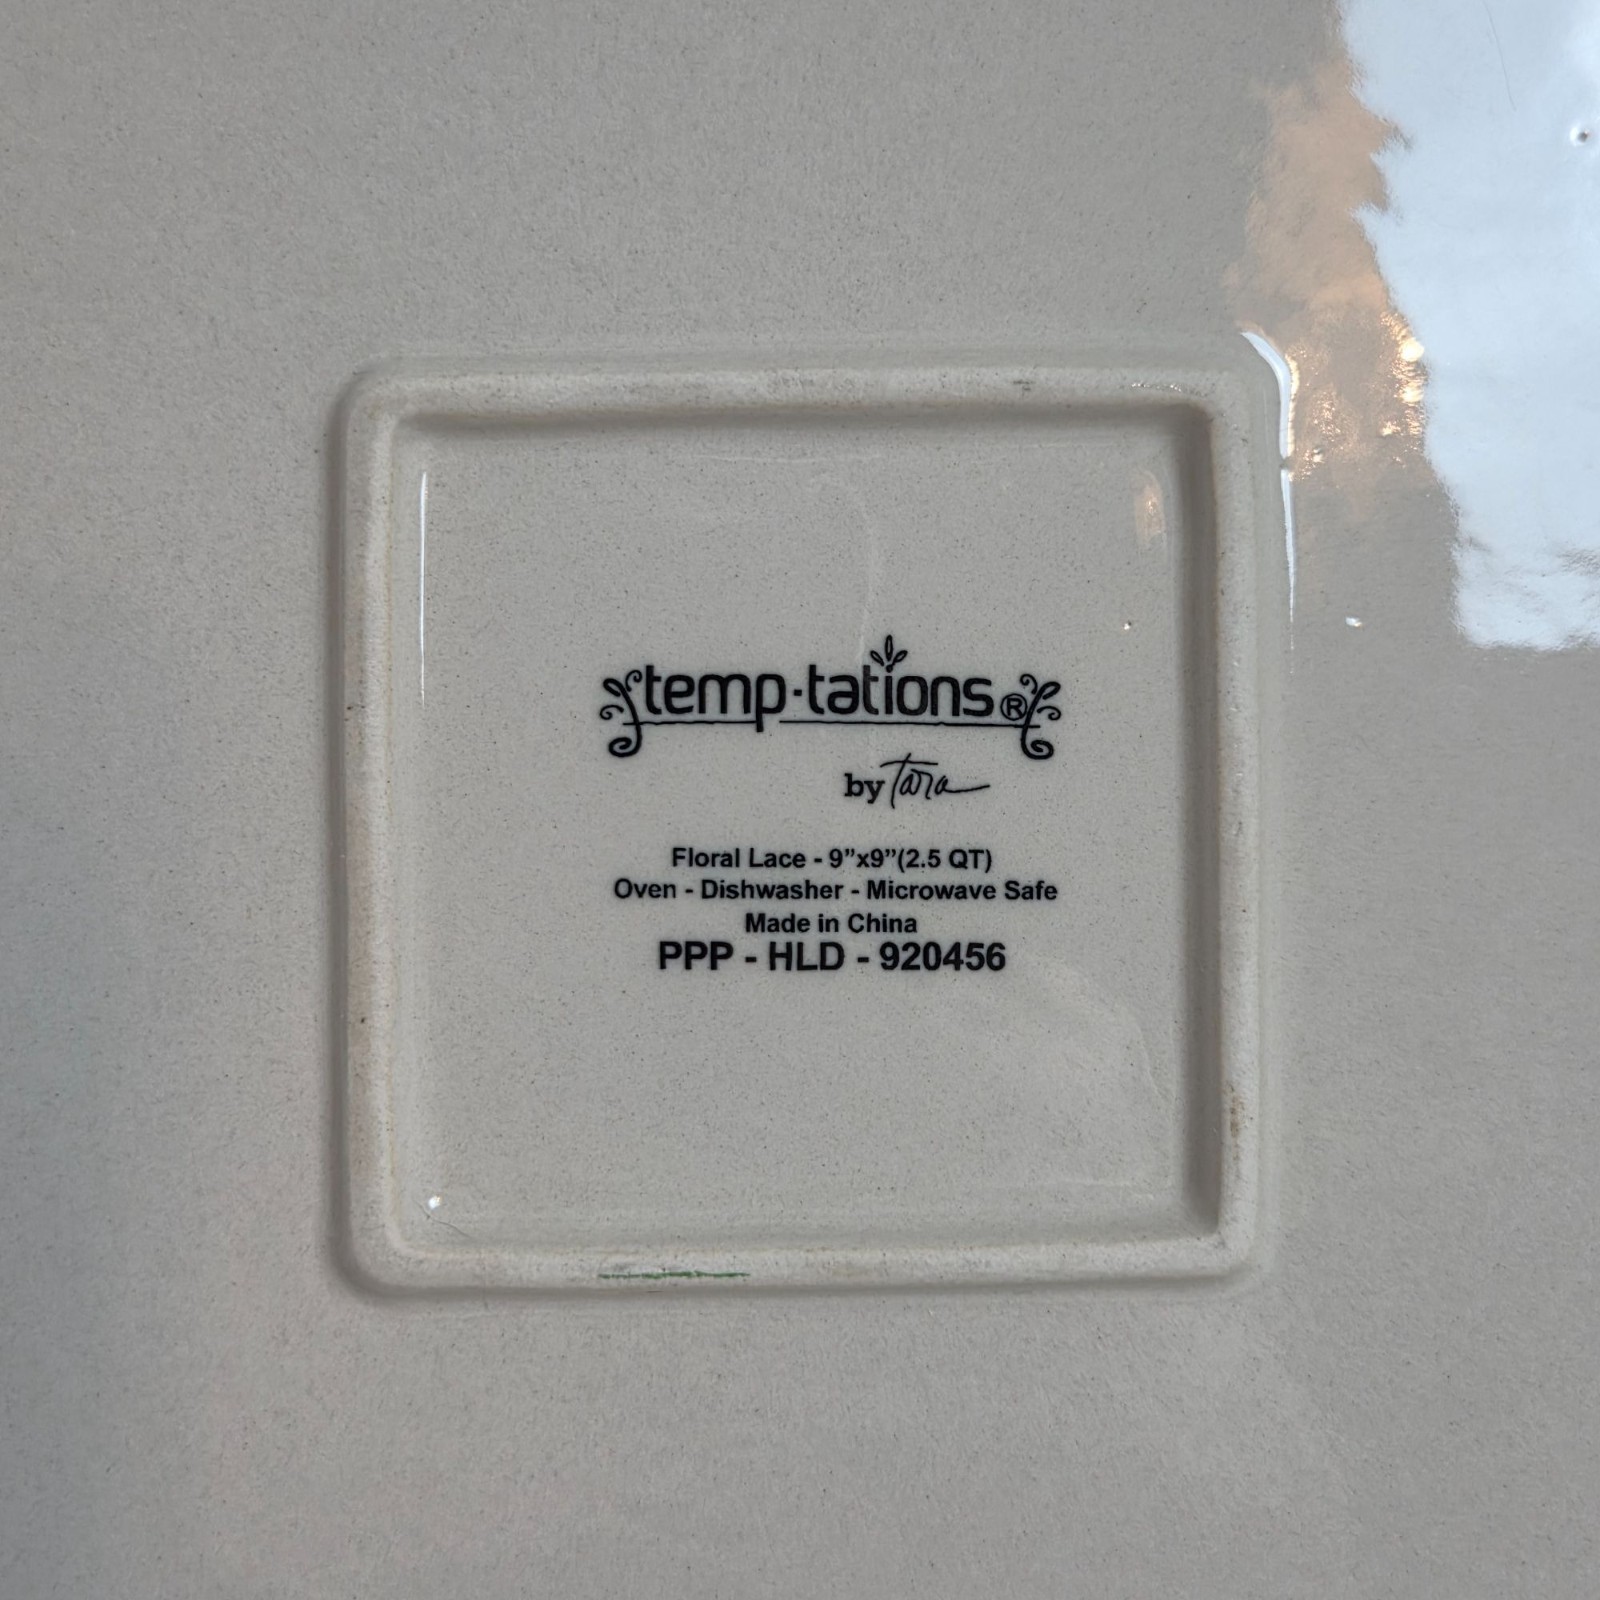 temp·tations®
by Tara
Floral Lace - 9”x9”(2.5 QT)
Oven - Dishwasher - Microwave Safe
Made in China
PPP - HLD - 920456